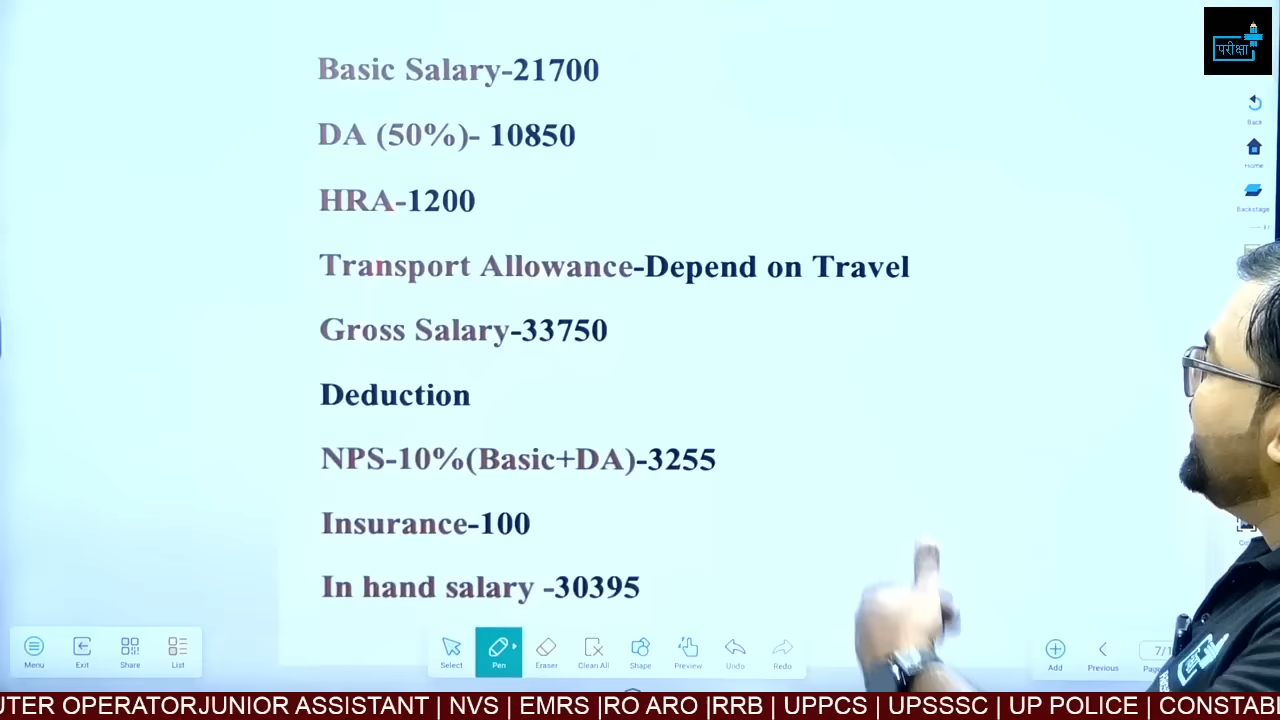 परीक्षा
Basic Salary-21700
DA (50%)- 10850
HRA-1200
Transport Allowance-Depend on Travel
Gross Salary-33750
Deduction
NPS-10%(Basic+DA)-3255
Insurance-100
In hand salary -30395
Back
Home
Backstage
Menu
Exit
Share
List
Select
Pen
Eraser
Clean All
Shape
Preview
Undo
Redo
Add
Previous
7/1
UTER OPERATORJUNIOR ASSISTANT | NVS | EMRS |RO ARO |RRB | UPPCS | UPSSSC | UP POLICE | CONSTAB